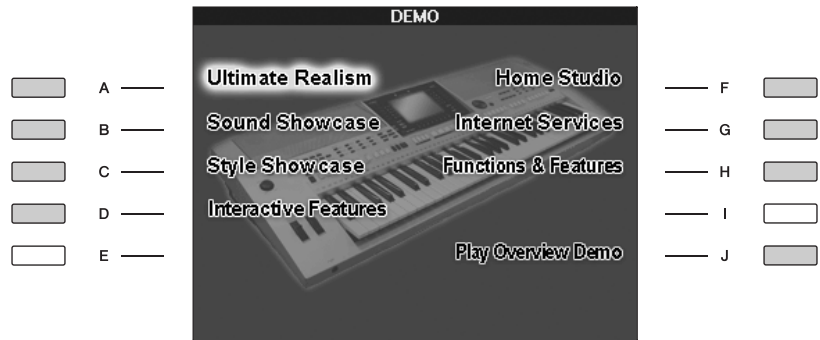 DEMO
A Ultimate Realism Home Studio F
B Sound Showcase Internet Services G
C Style Showcase Functions & Features H
D Interactive Features I
E Play Overview Demo J